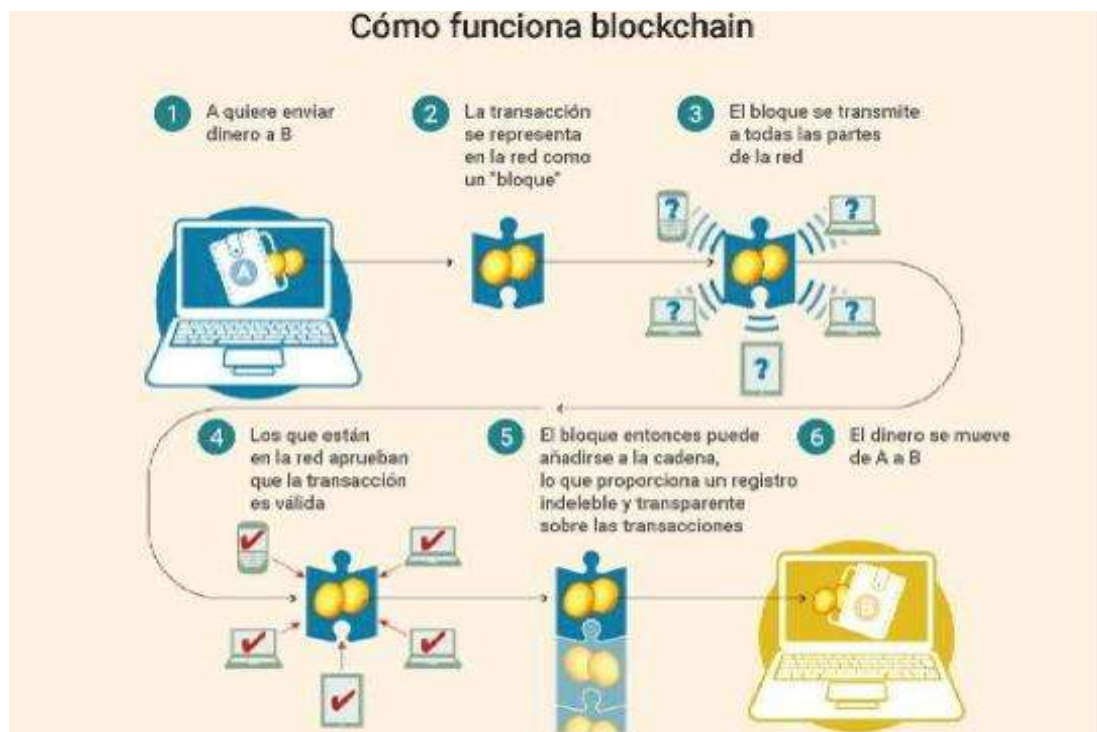 Cómo funciona blockchain
1
A quiere enviar
dinero a B
2
La transacción
se representa
en la red como
un "bloque"
3
El bloque se transmite
a todas las partes
de la red
A
?
?
?
?
?
4
Los que están
en la red aprueban
que la transacción
es válida
5
El bloque entonces puede
añadirse a la cadena,
lo que proporciona un registro
indeleble y transparente
sobre las transacciones
6
El dinero se mueve
de A a B
B